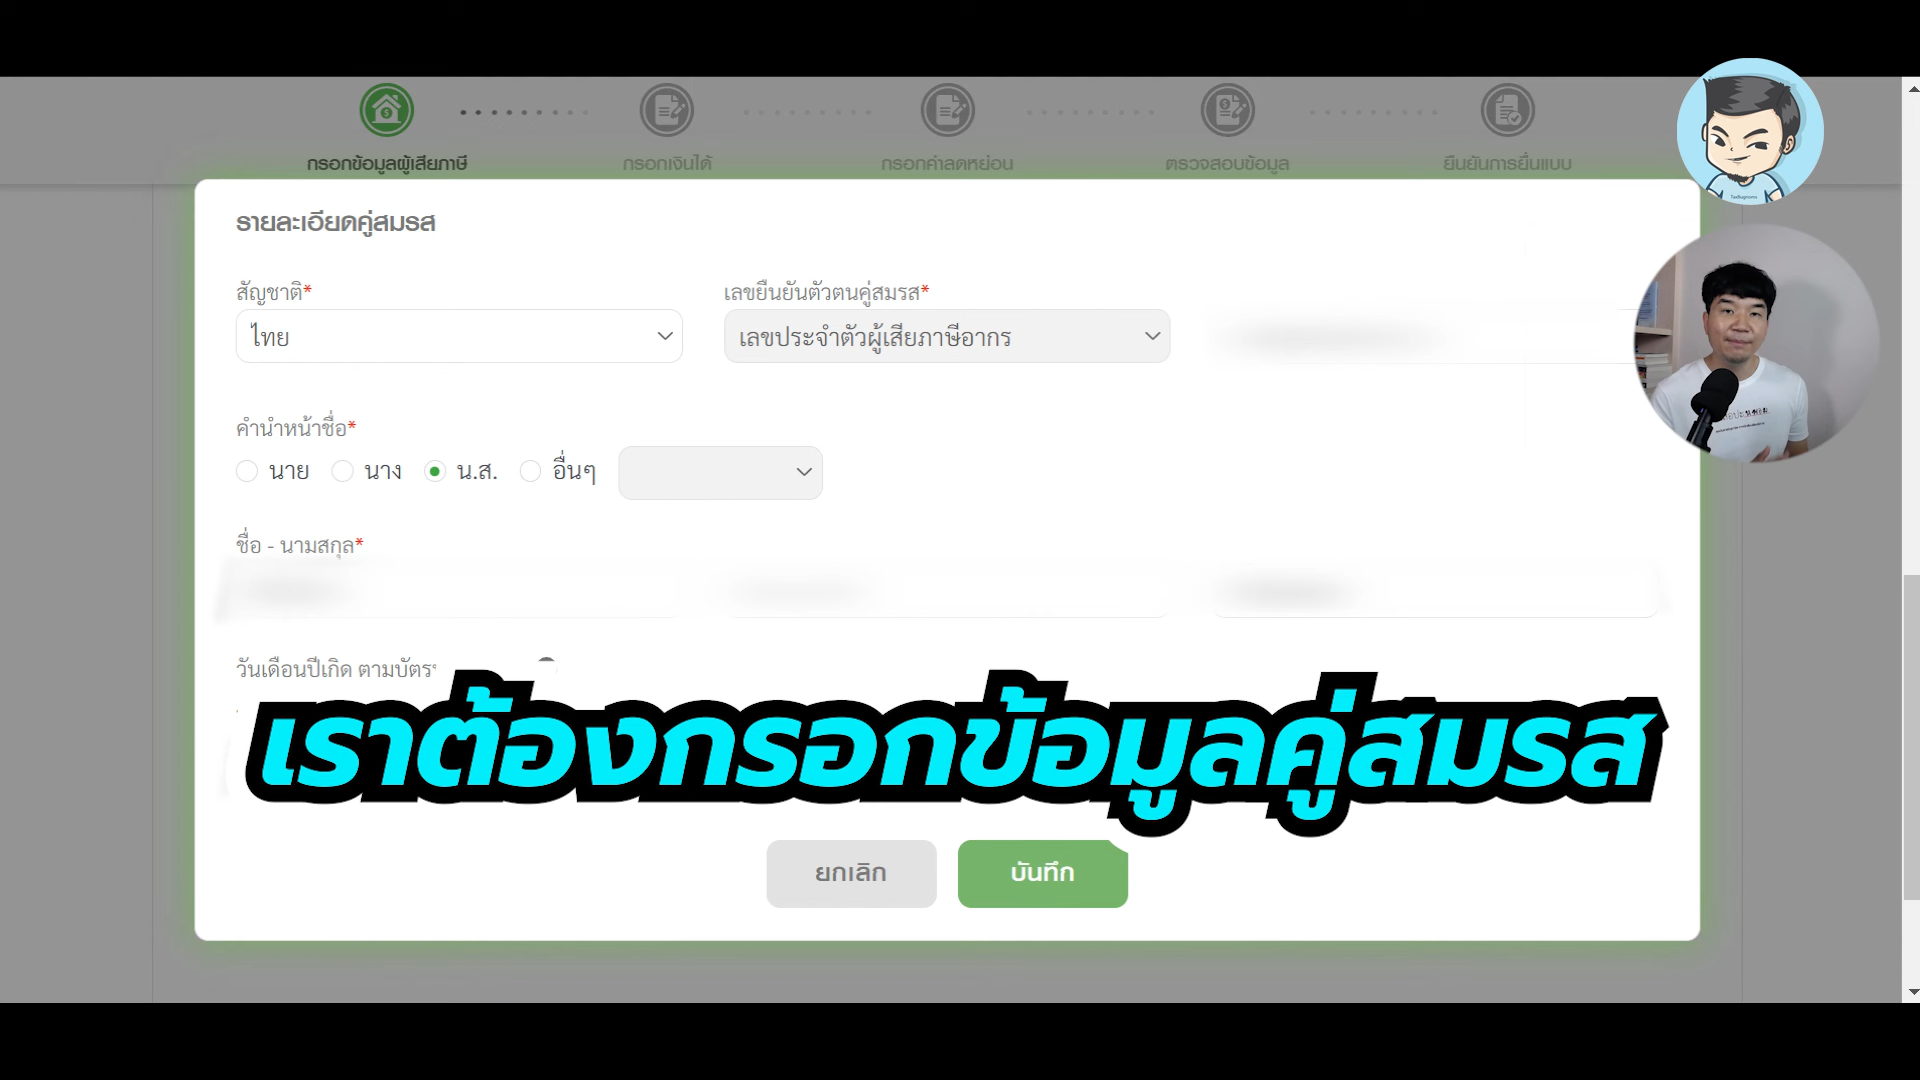 กรอกข้อมูลผู้เสียภาษี
กรอกเงินได้
กรอกค่าลดหย่อน
ตรวจสอบข้อมูล
ยืนยันการยื่นแบบ
รายละเอียดคู่สมรส
สัญชาติ*
เลขยืนยันตัวตนคู่สมรส*
ไทย
เลขประจำตัวผู้เสียภาษีอากร
คำนำหน้าชื่อ*
นาย นาง น.ส. อื่นๆ
ชื่อ - นามสกุล*
วันเดือนปีเกิด ตามบัตร
เราต้องกรอกข้อมูลคู่สมรส
ยกเลิก
บันทึก